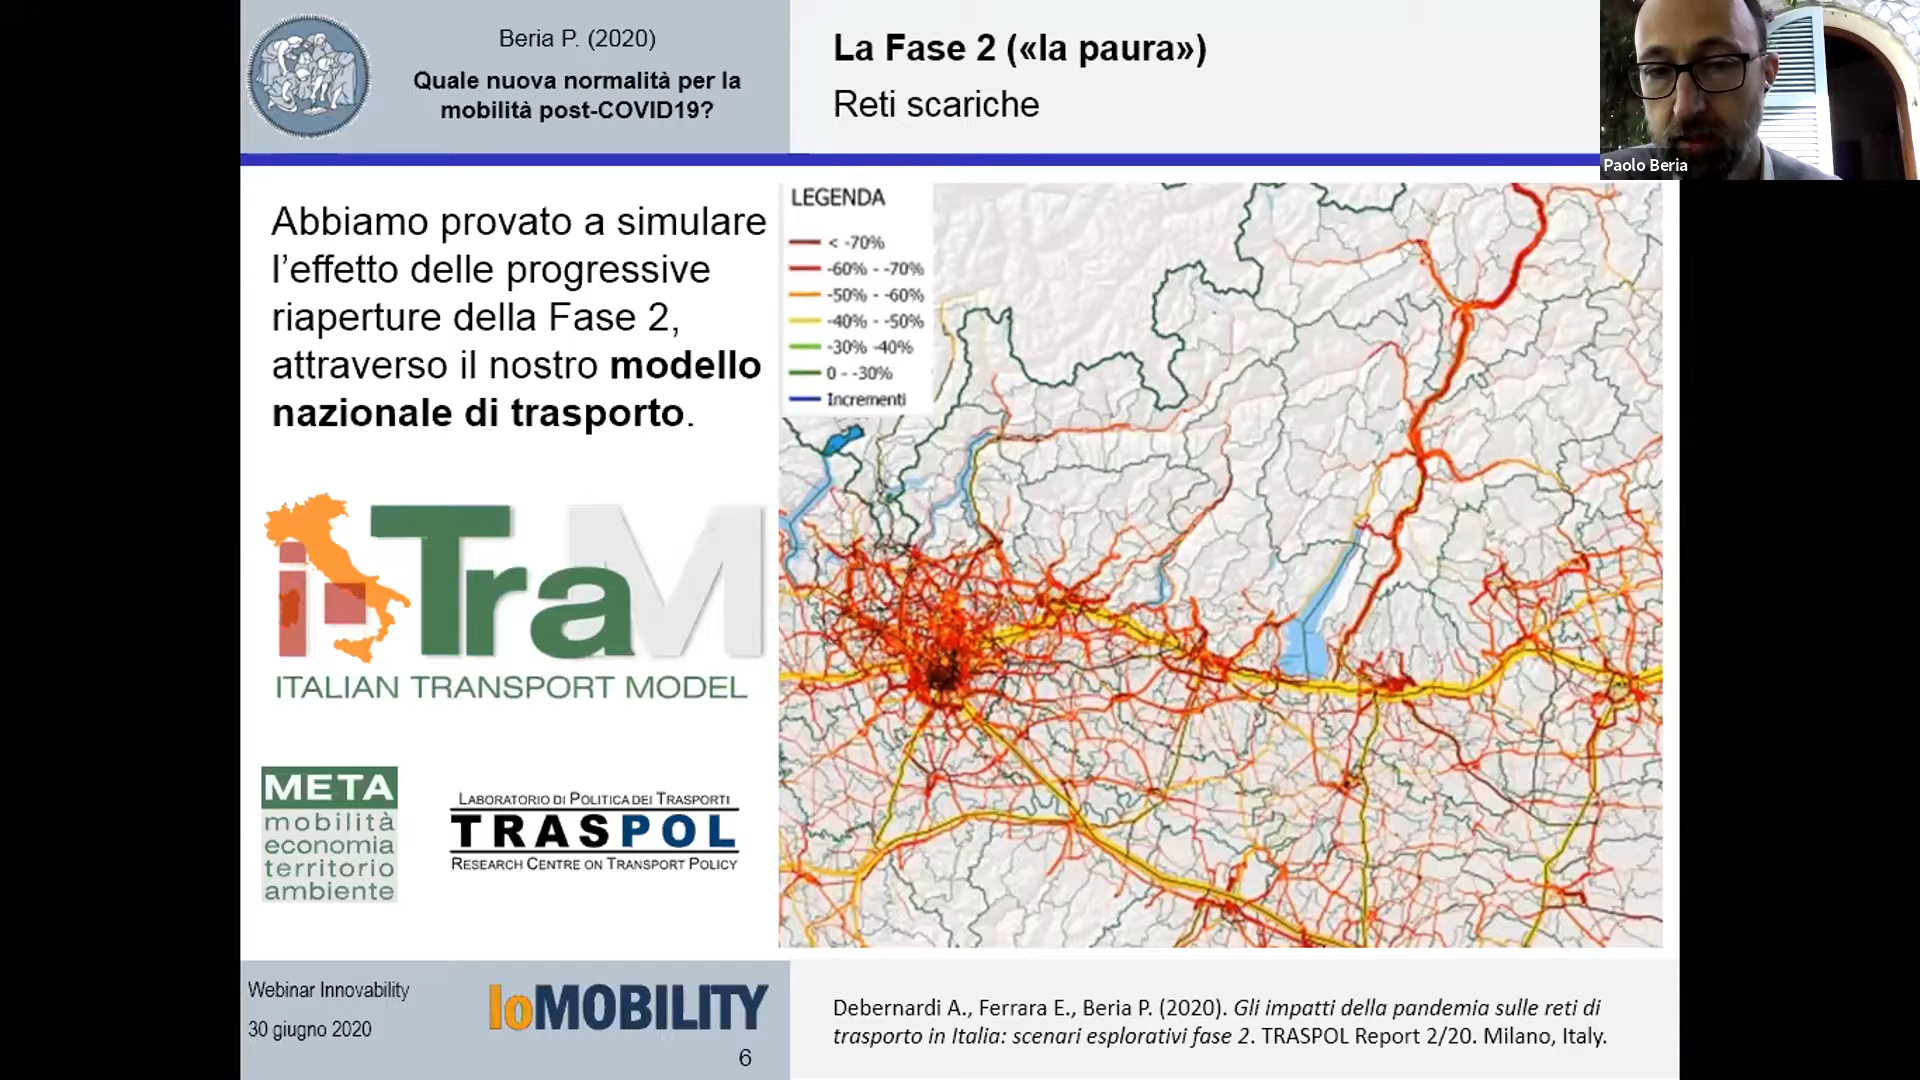 Beria P. (2020)
Quale nuova normalità per la
mobilità post-COVID19?
La Fase 2 («la paura»)
Reti scariche
Paolo Beria
Abbiamo provato a simulare
l’effetto delle progressive
riaperture della Fase 2,
attraverso il nostro modello
nazionale di trasporto.
LEGENDA
< -70%
-60% - -70%
-50% - -60%
-40% - -50%
-30% -40%
0 - -30%
Incrementi
i-TraM
ITALIAN TRANSPORT MODEL
META
mobilità
economia
territorio
ambiente
LABORATORIO DI POLITICA DEI TRASPORTI
TRASPOL
RESEARCH CENTRE ON TRANSPORT POLICY
Webinar Innovability
30 giugno 2020
IoMOBILITY
6
Debernardi A., Ferrara E., Beria P. (2020). Gli impatti della pandemia sulle reti di
trasporto in Italia: scenari esplorativi fase 2. TRASPOL Report 2/20. Milano, Italy.